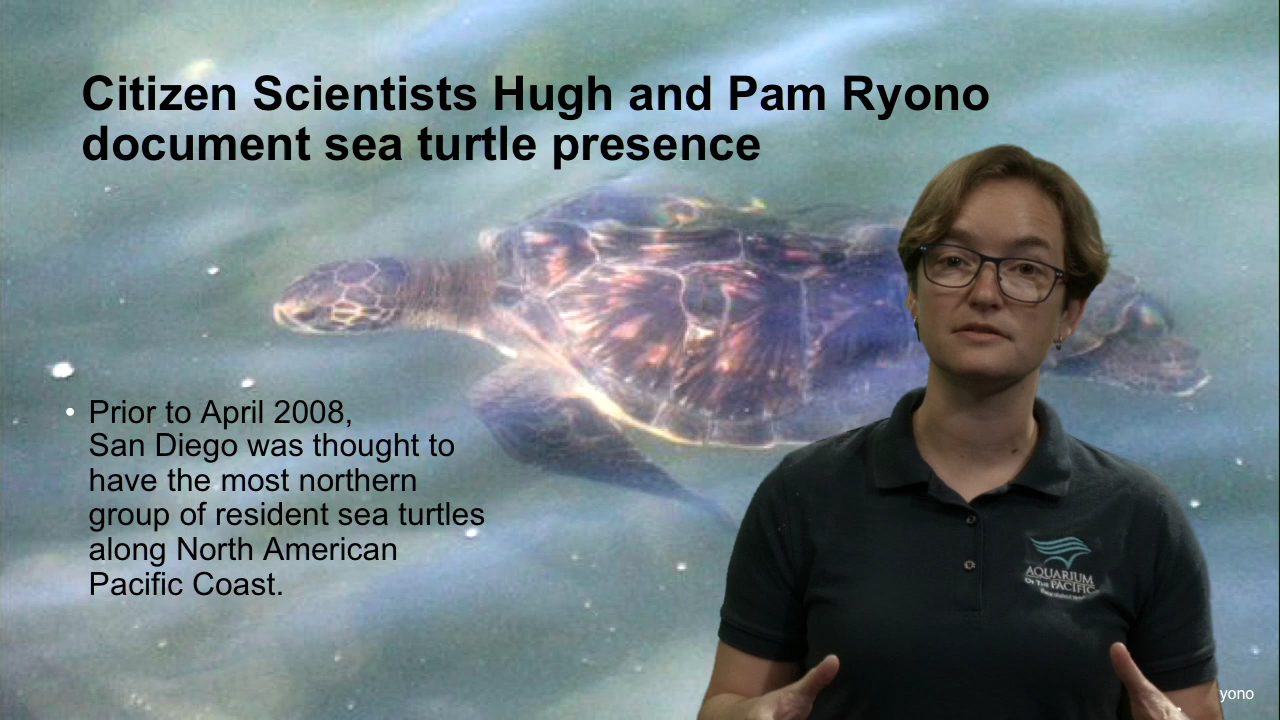 Citizen Scientists Hugh and Pam Ryono
document sea turtle presence
• Prior to April 2008,
San Diego was thought to
have the most northern
group of resident sea turtles
along North American
Pacific Coast.
AQUARIUM
OF THE PACIFIC
yono